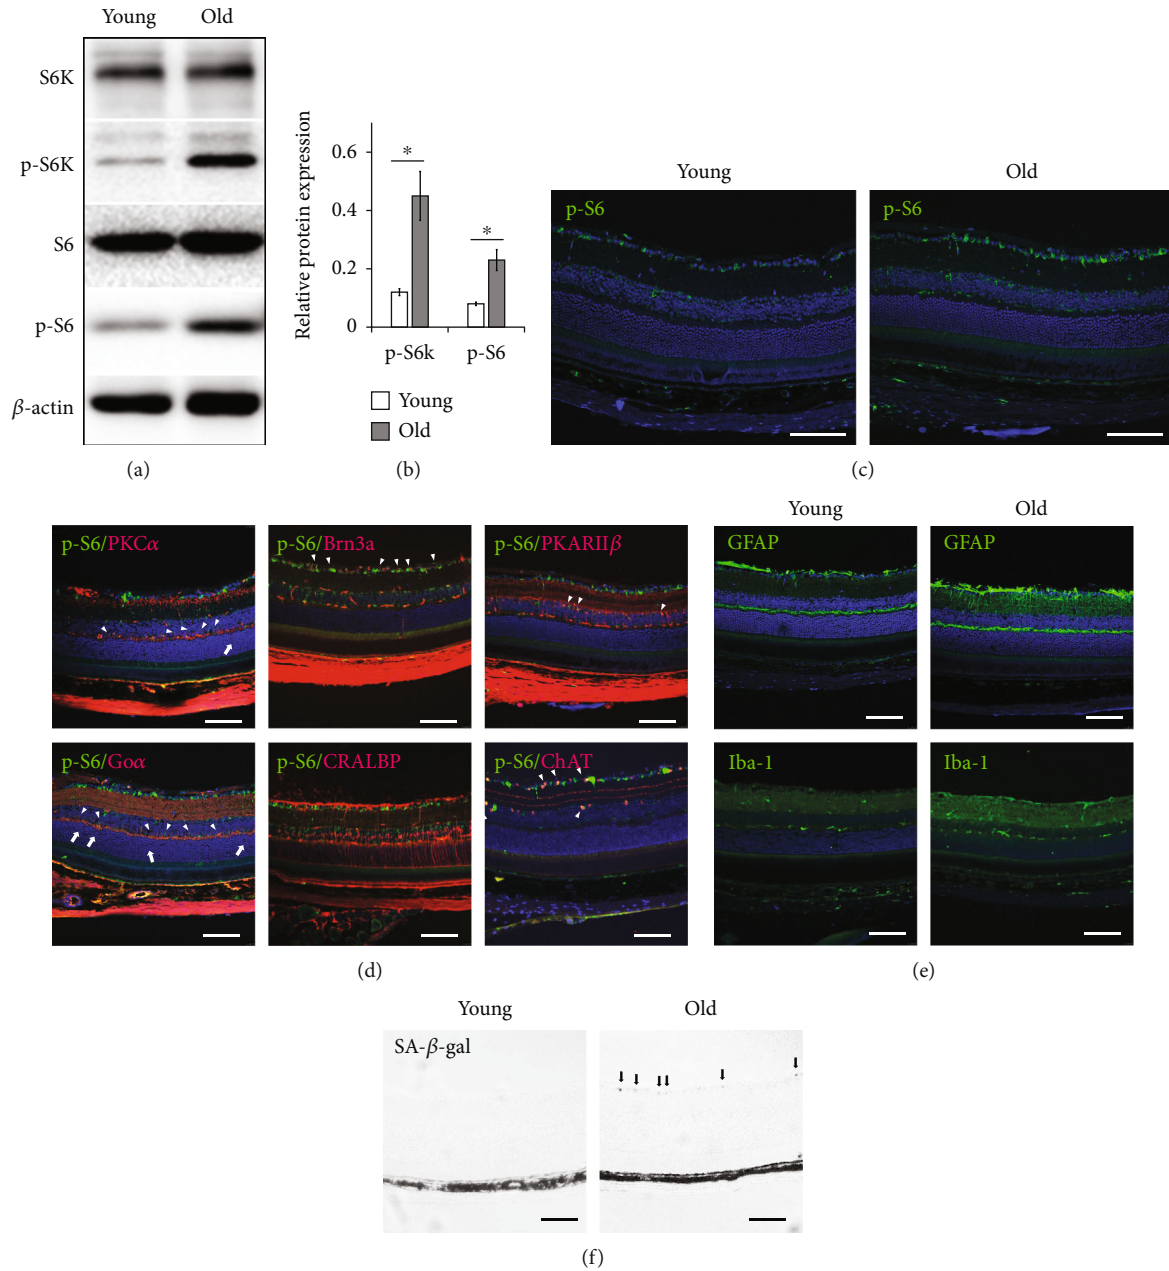 Young Old
S6K
p-S6K
S6
p-S6
β-actin
(a)
Relative protein expression
0.6
0.4
0.2
0
*
*
p-S6k p-S6
Young
Old
(b)
Young Old
p-S6 p-S6
(c)
p-S6/PKCα p-S6/Brn3a p-S6/PKARIIβ
p-S6/Goα p-S6/CRALBP p-S6/ChAT
(d)
Young Old
GFAP GFAP
Iba-1 Iba-1
(e)
Young Old
SA-β-gal
(f)